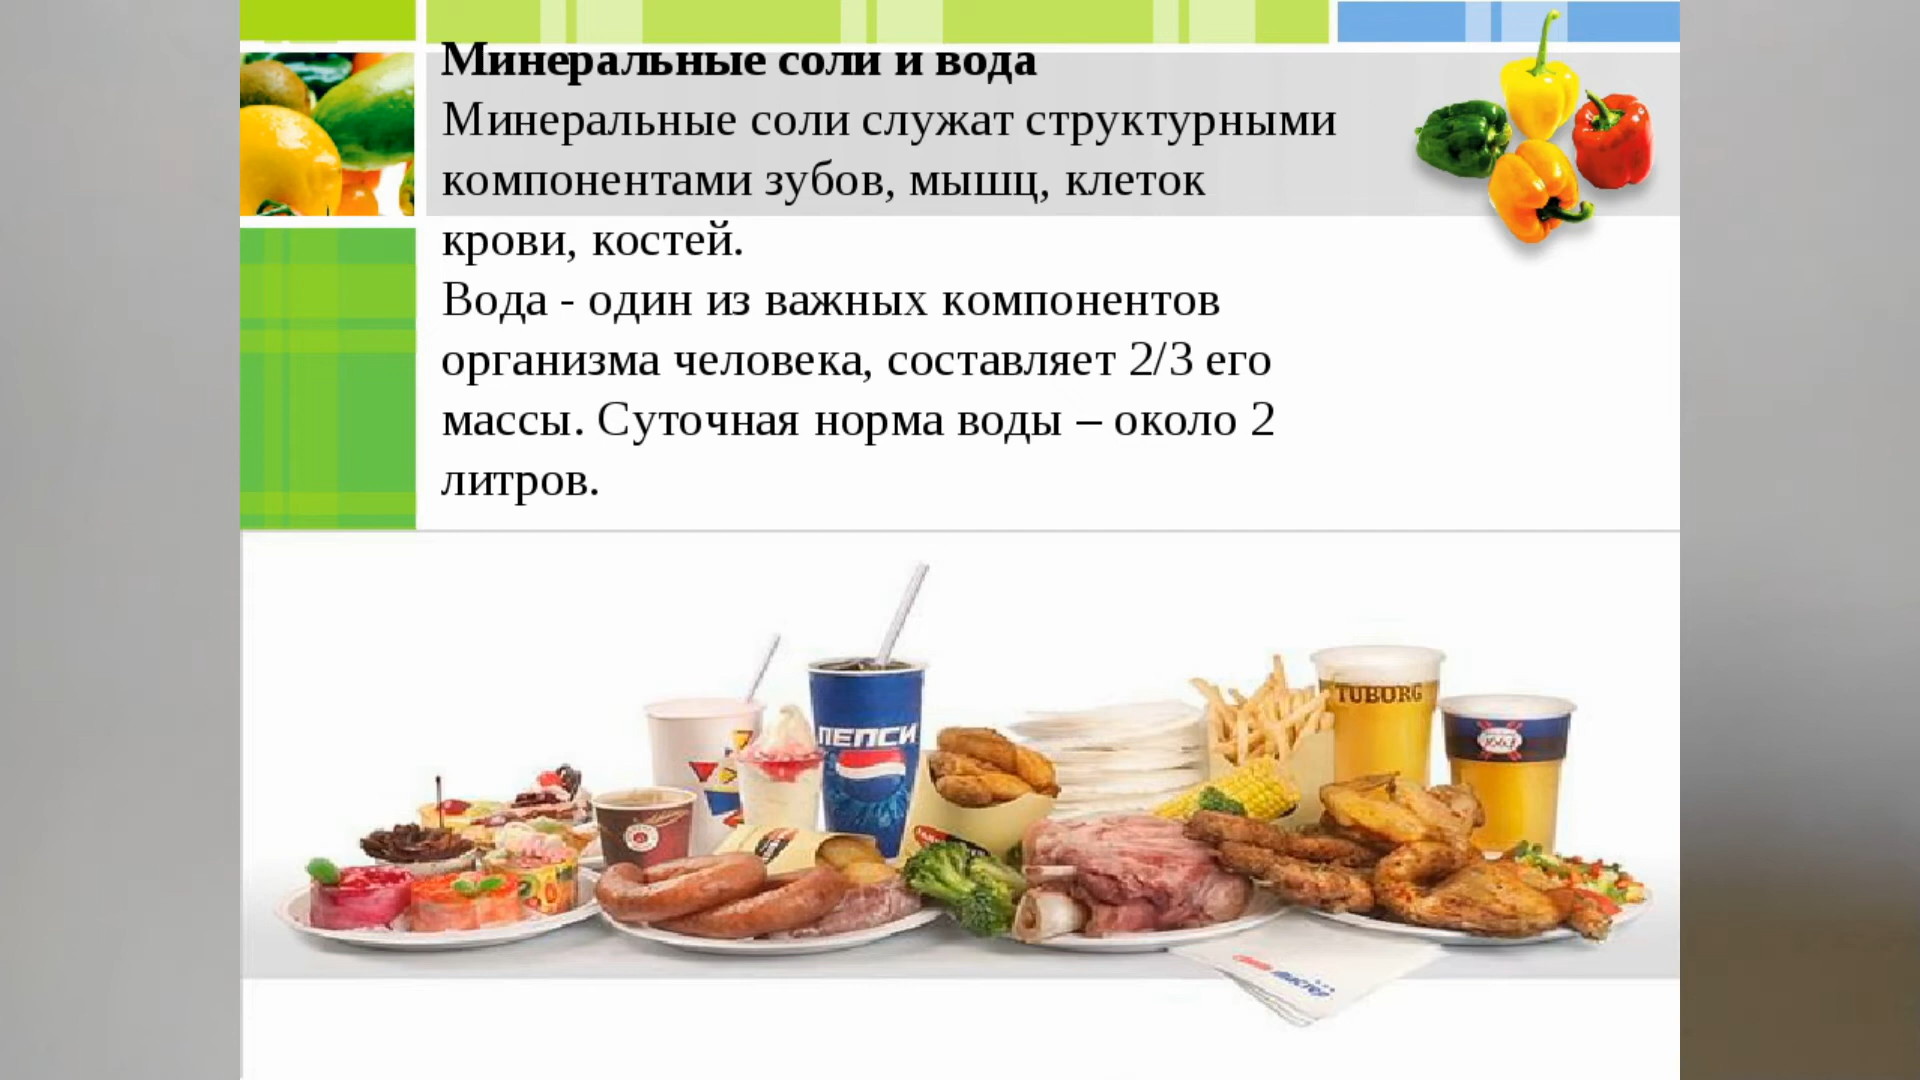 Минеральные соли и вода
Минеральные соли служат структурными
компонентами зубов, мышц, клеток
крови, костей.
Вода - один из важных компонентов
организма человека, составляет 2/3 его
массы. Суточная норма воды – около 2
литров.
ПЕПСИ
TUBORG